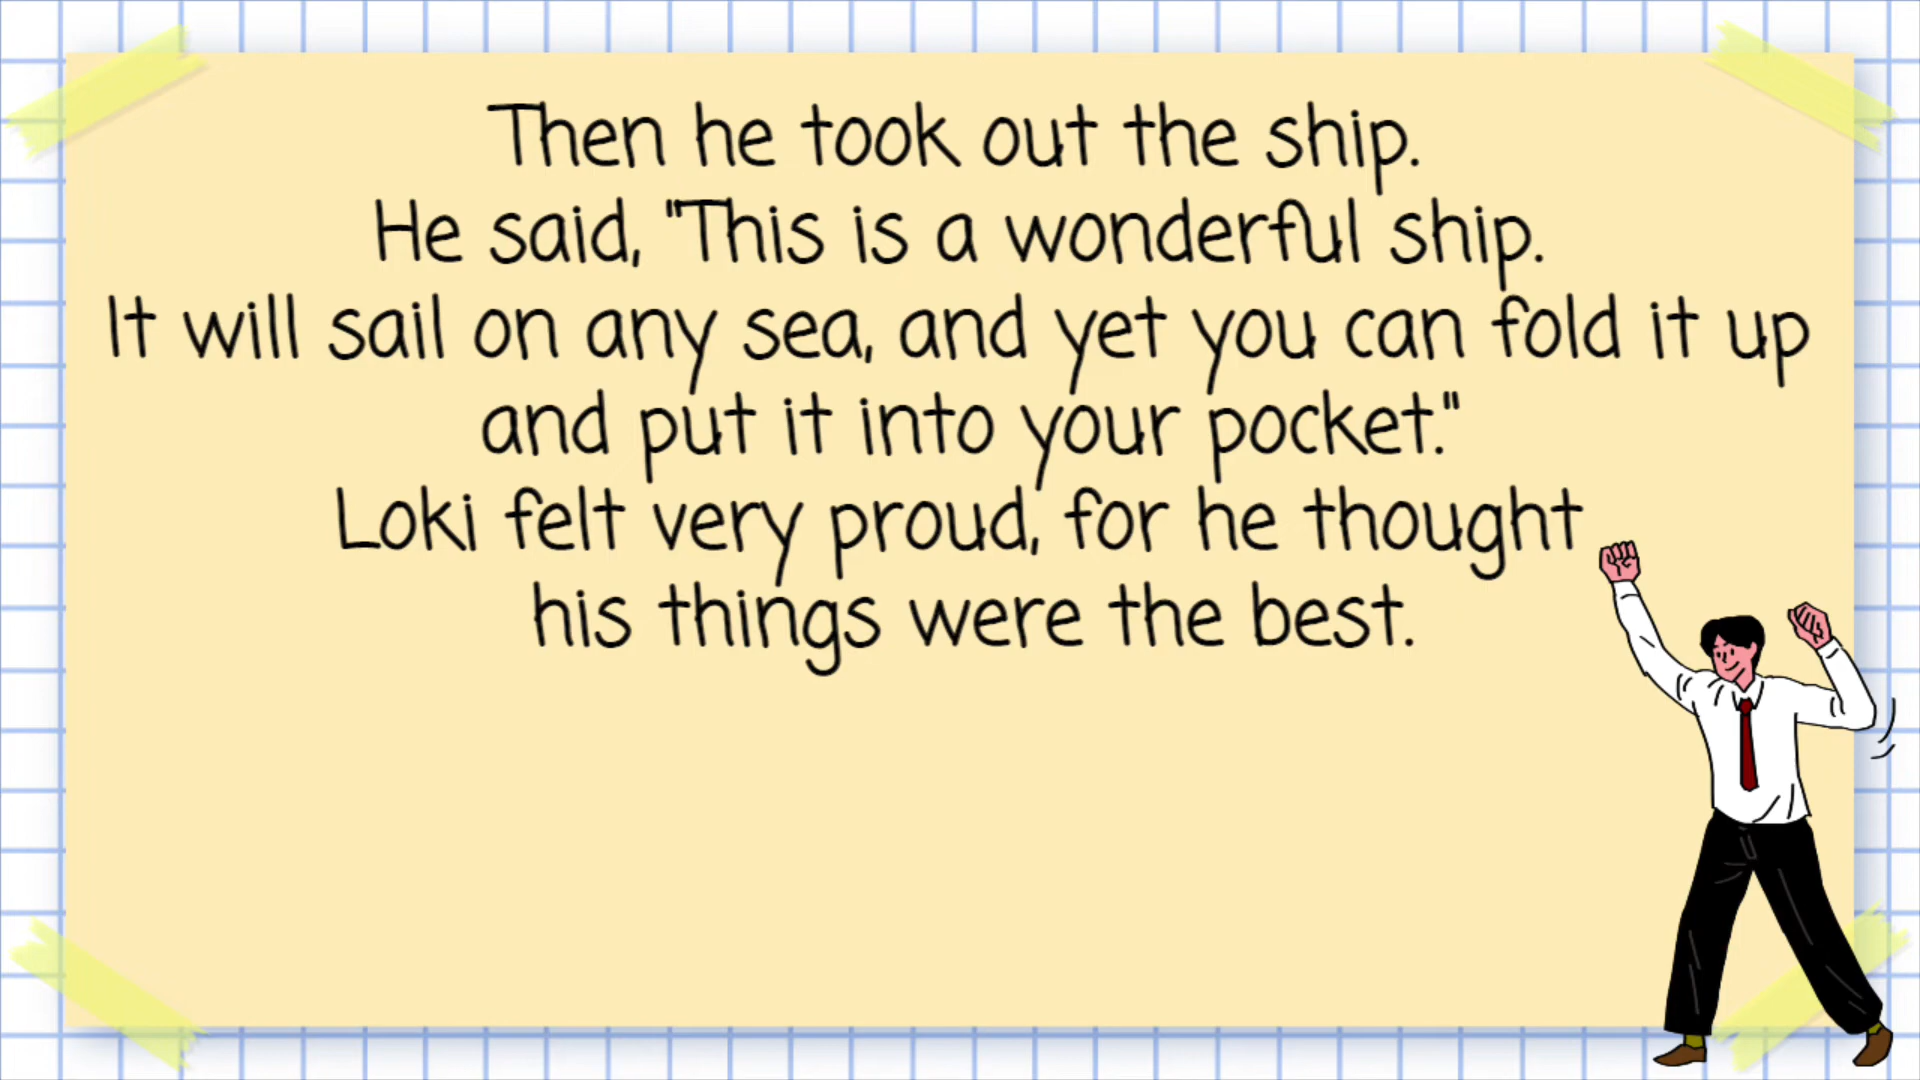 Then he took out the ship.
He said, "This is a wonderful ship.
It will sail on any sea, and yet you can fold it up
and put it into your pocket."
Loki felt very proud, for he thought
his things were the best.